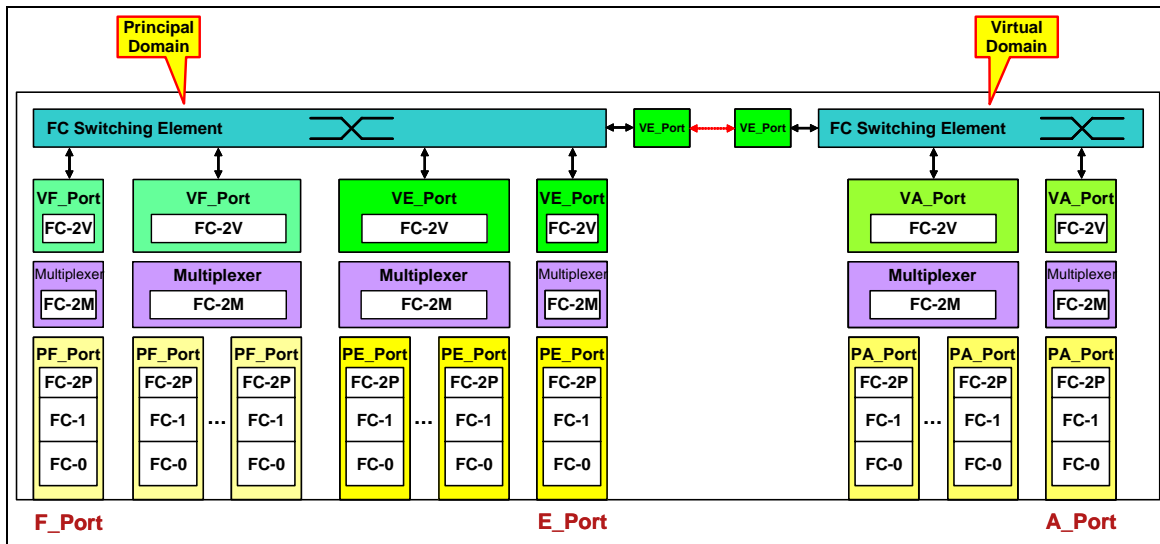 Principal
Domain
Virtual
Domain
FC Switching Element
VE_Port
VE_Port
FC Switching Element
VF_Port
VF_Port
VE_Port
VE_Port
VA_Port
VA_Port
FC-2V
FC-2V
FC-2V
FC-2V
FC-2V
FC-2V
Multiplexer
Multiplexer
Multiplexer
Multiplexer
Multiplexer
Multiplexer
FC-2M
FC-2M
FC-2M
FC-2M
FC-2M
FC-2M
PF_Port
PF_Port
PF_Port
PE_Port
PE_Port
PE_Port
PA_Port
PA_Port
PA_Port
FC-2P
FC-2P
FC-2P
FC-2P
FC-2P
FC-2P
FC-2P
FC-2P
FC-2P
FC-1
FC-1
...
FC-1
FC-1
...
FC-1
FC-1
FC-1
...
FC-1
FC-1
FC-0
FC-0
FC-0
FC-0
FC-0
FC-0
FC-0
FC-0
FC-0
F_Port
E_Port
A_Port